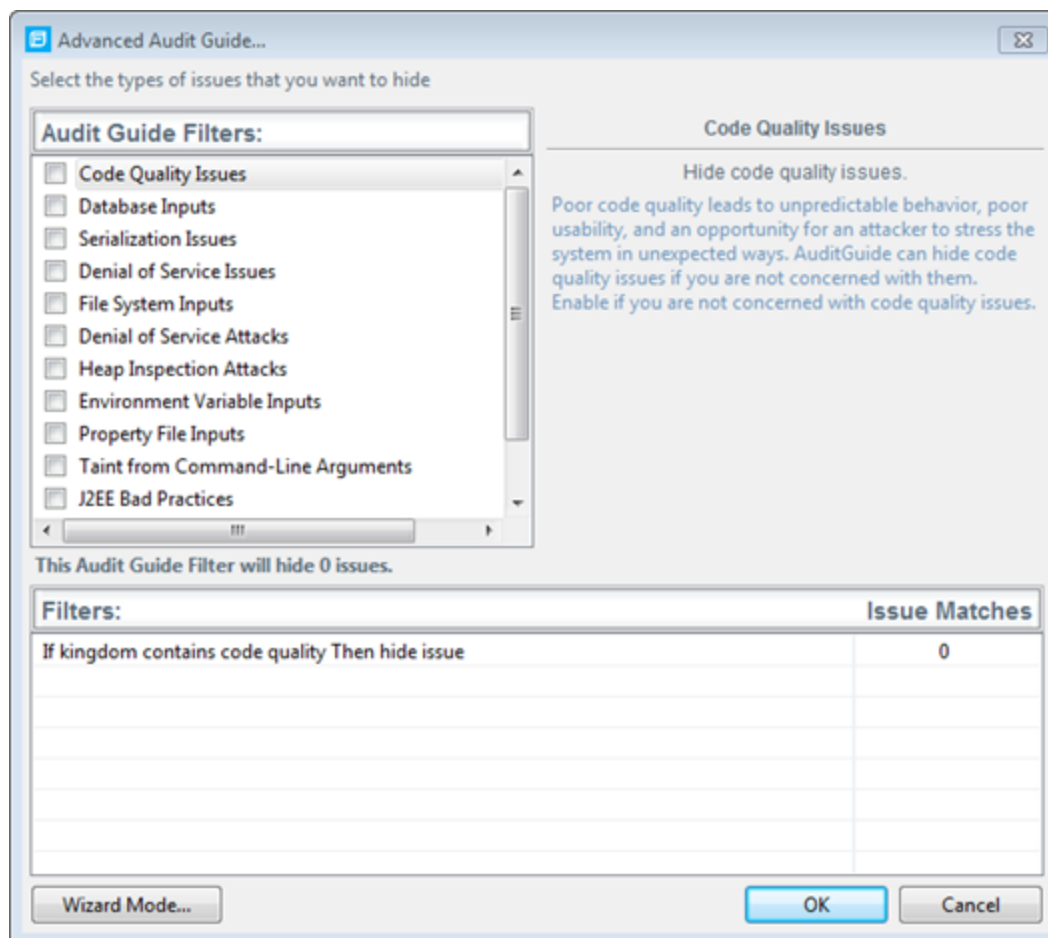 Advanced Audit Guide...
Select the types of issues that you want to hide
Audit Guide Filters:
Code Quality Issues
Database Inputs
Serialization Issues
Denial of Service Issues
File System Inputs
Denial of Service Attacks
Heap Inspection Attacks
Environment Variable Inputs
Property File Inputs
Taint from Command-Line Arguments
J2EE Bad Practices
Code Quality Issues
Hide code quality issues.
Poor code quality leads to unpredictable behavior, poor
usability, and an opportunity for an attacker to stress the
system in unexpected ways. AuditGuide can hide code
quality issues if you are not concerned with them.
Enable if you are not concerned with code quality issues.
This Audit Guide Filter will hide 0 issues.
Filters: Issue Matches
If kingdom contains code quality Then hide issue 0
Wizard Mode... OK Cancel